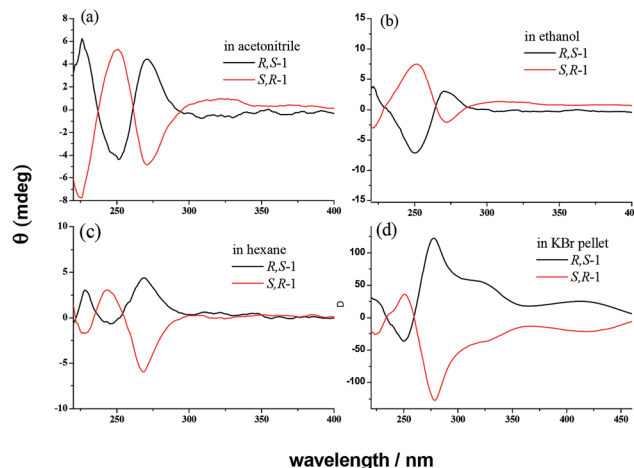 (a)
in acetonitrile
R,S-1
S,R-1
8
6
4
2
0
-2
-4
-6
-8
250
300
350
400
(b)
in ethanol
R,S-1
S,R-1
15
10
5
0
-5
-10
-15
250
300
350
400
θ (mdeg)
(c)
in hexane
R,S-1
S,R-1
10
5
0
-5
-10
250
300
350
400
(d)
in KBr pellet
R,S-1
S,R-1
D
100
50
0
-50
-100
250
300
350
400
450
wavelength / nm